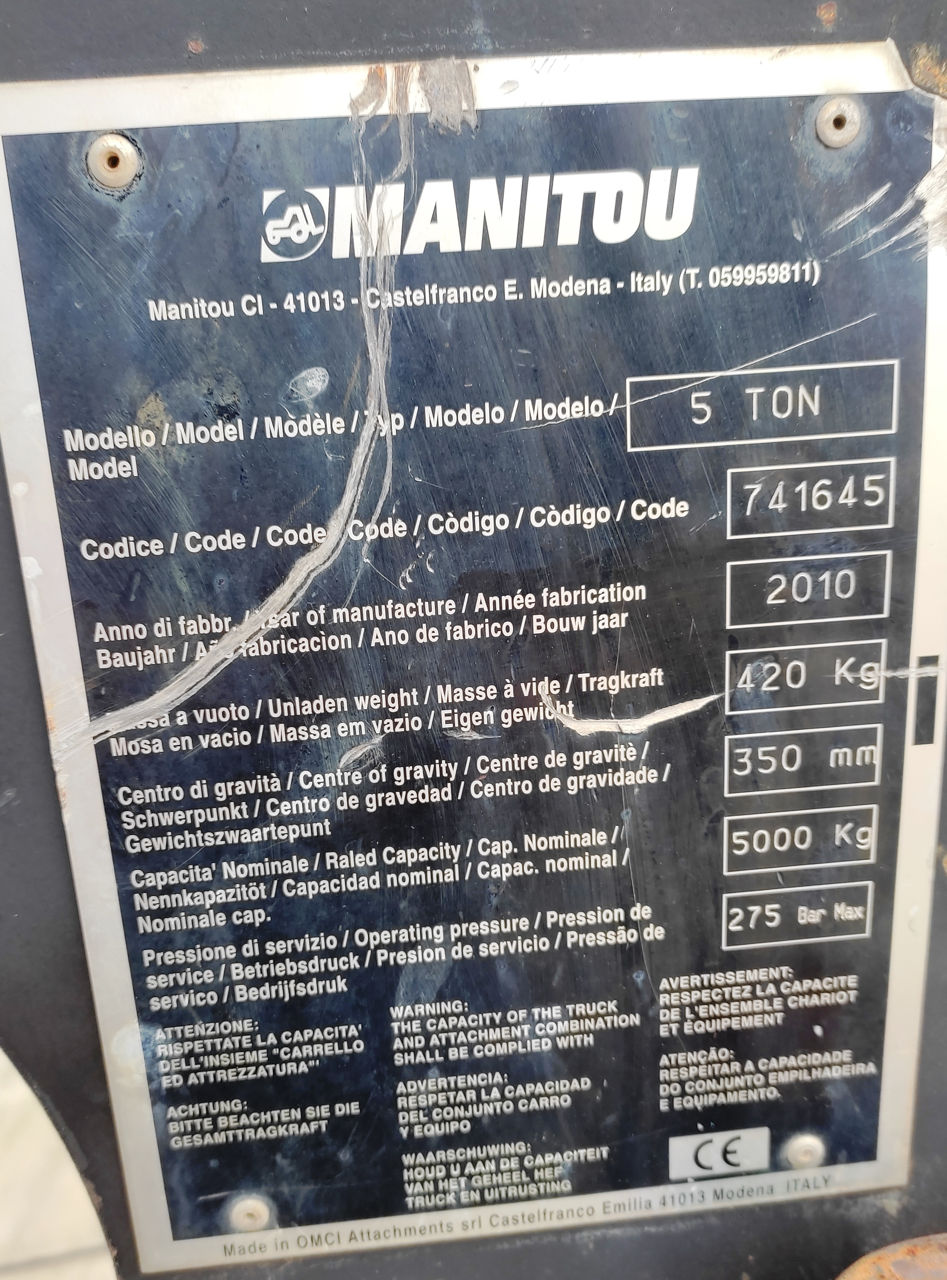 MANITOU
Manitou CI - 41013 - Castelfranco E. Modena - Italy (T. 059959811)
Modello / Model / Modèle / Typ / Modelo / Modelo / 5 TON
Model
Codice / Code / Code / Code / Còdigo / Còdigo / Code 741645
Anno di fabbr. / Year of manufacture / Année fabrication 2010
Baujahr / Año fabricacìon / Ano de fabrico / Bouw jaar
Massa a vuoto / Unladen weight / Masse à vide / Tragkraft 420 Kg
Mosa en vacio / Massa em vazio / Eigen gewicht
Centro di gravità / Centre of gravity / Centre de gravitè / 350 mm
Schwerpunkt / Centro de gravedad / Centro de gravidade /
Gewichtszwaartepunt
Capacita' Nominale / Raled Capacity / Cap. Nominale / 5000 Kg
Nennkapazitôt / Capacidad nominal / Capac. nominal /
Nominale cap.
Pressione di servizio / Operating pressure / Pression de 275 Bar Max
service / Betriebsdruck / Presion de servicio / Pressão de
servico / Bedrijfsdruk
ATTENZIONE:
RISPETTATE LA CAPACITA'
DELL'INSIEME "CARRELLO
ED ATTREZZATURA"'
ACHTUNG:
BITTE BEACHTEN SIE DIE
GESAMTTRAGKRAFT
WARNING:
THE CAPACITY OF THE TRUCK
AND ATTACHMENT COMBINATION
SHALL BE COMPLIED WITH
ADVERTENCIA:
RESPETAR LA CAPACIDAD
DEL CONJUNTO CARRO
Y EQUIPO
WAARSCHUWING:
HOUD U AAN DE CAPACITEIT
VAN HET GEHEEL HEF
TRUCK EN UITRUSTING
AVERTISSEMENT:
RESPECTEZ LA CAPACITE
DE L'ENSEMBLE CHARIOT
ET ÉQUIPEMENT
ATENÇÃO:
RESPEITAR A CAPACIDADE
DO CONJUNTO EMPILHADEIRA
E EQUIPAMENTO.
CE
Made in OMCI Attachments srl Castelfranco Emilia 41013 Modena ITALY